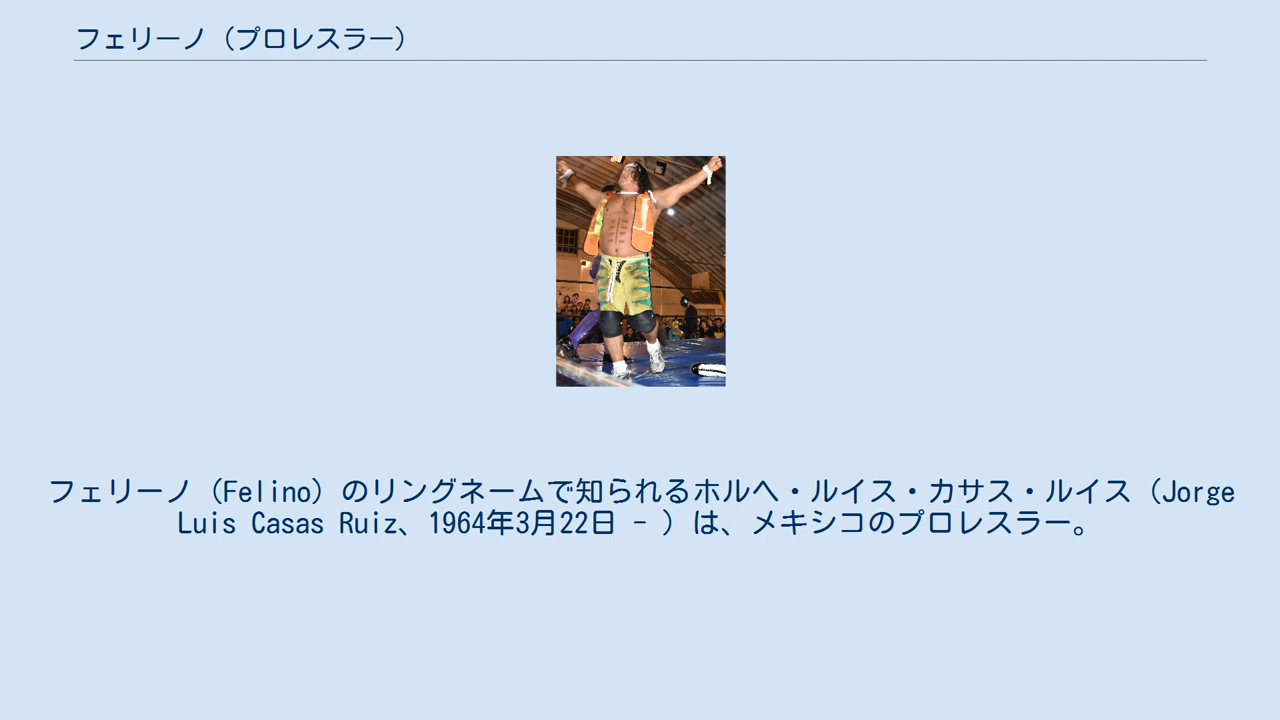 フェリーノ（プロレスラー）
フェリーノ（Felino）のリングネームで知られるホルヘ・ルイス・カサス・ルイス（Jorge
Luis Casas Ruiz、1964年3月22日 - ）は、メキシコのプロレスラー。